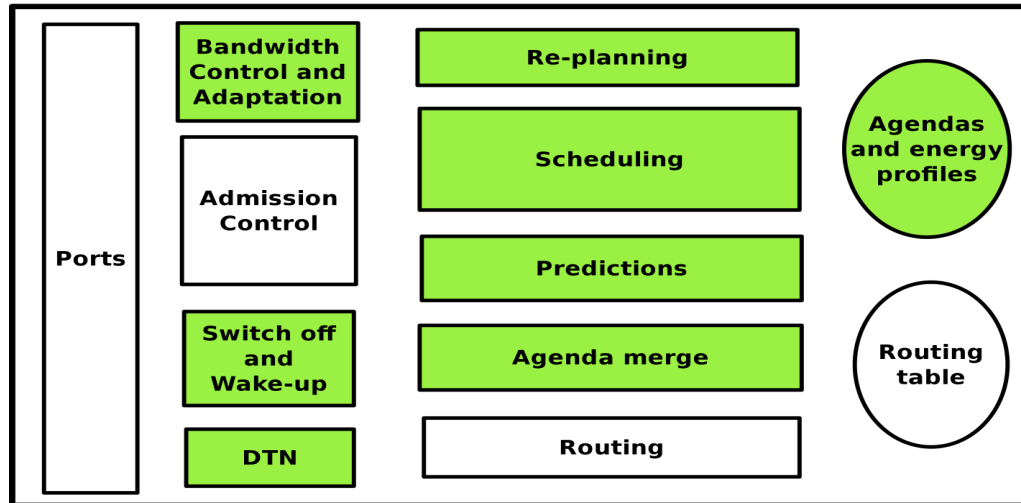 Ports
Bandwidth
Control and
Adaptation
Admission
Control
Switch off
and
Wake-up
DTN
Re-planning
Scheduling
Predictions
Agenda merge
Routing
Agendas
and energy
profiles
Routing
table